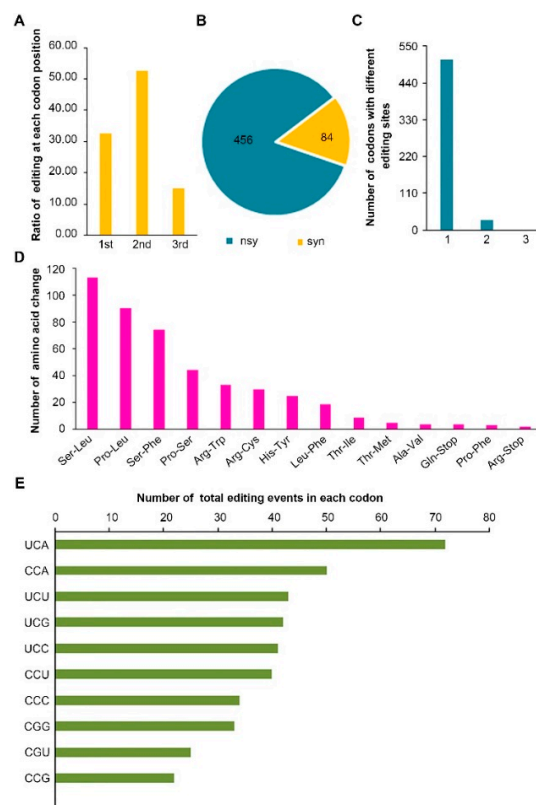 A
Ratio of editing at each codon position
60.00
50.00
40.00
30.00
20.00
10.00
0.00
1st 2nd 3rd
B
456
84
nsy syn
C
Number of codons with different
editing sites
550
440
330
220
110
0
1 2 3
D
Number of amino acid change
120
100
80
60
40
20
0
Ser-Leu
Pro-Leu
Ser-Phe
Pro-Ser
Arg-Trp
Arg-Cys
His-Tyr
Leu-Phe
Thr-Ile
Thr-Met
Ala-Val
Gln-Stop
Pro-Phe
Arg-Stop
E
Number of total editing events in each codon
0 10 20 30 40 50 60 70 80
UCA
CCA
UCU
UCG
UCC
CCU
CCC
CGG
CGU
CCG